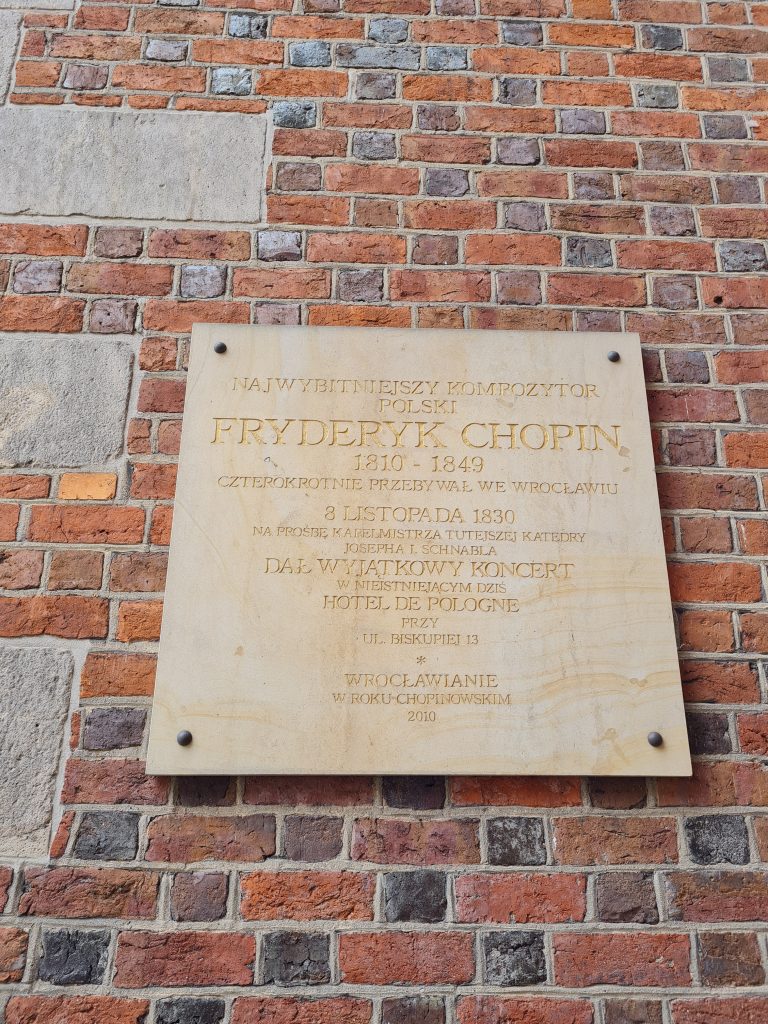 NAJWYBITNIEJSZY KOMPOZYTOR
POLSKI
FRYDERYK CHOPIN
1810 - 1849
CZTEROKROTNIE PRZEBYWAŁ WE WROCŁAWIU
8 LISTOPADA 1830
NA PROŚBĘ KAPELMISTRZA TUTEJSZEJ KATEDRY
JOSEPHA I. SCHNABLA
DAŁ WYJĄTKOWY KONCERT
W NIEISTNIEJĄCYM DZIŚ
HOTEL DE POLOGNE
PRZY
UL. BISKUPIEJ 13
*
WROCŁAWIANIE
W ROKU CHOPINOWSKIM
2010